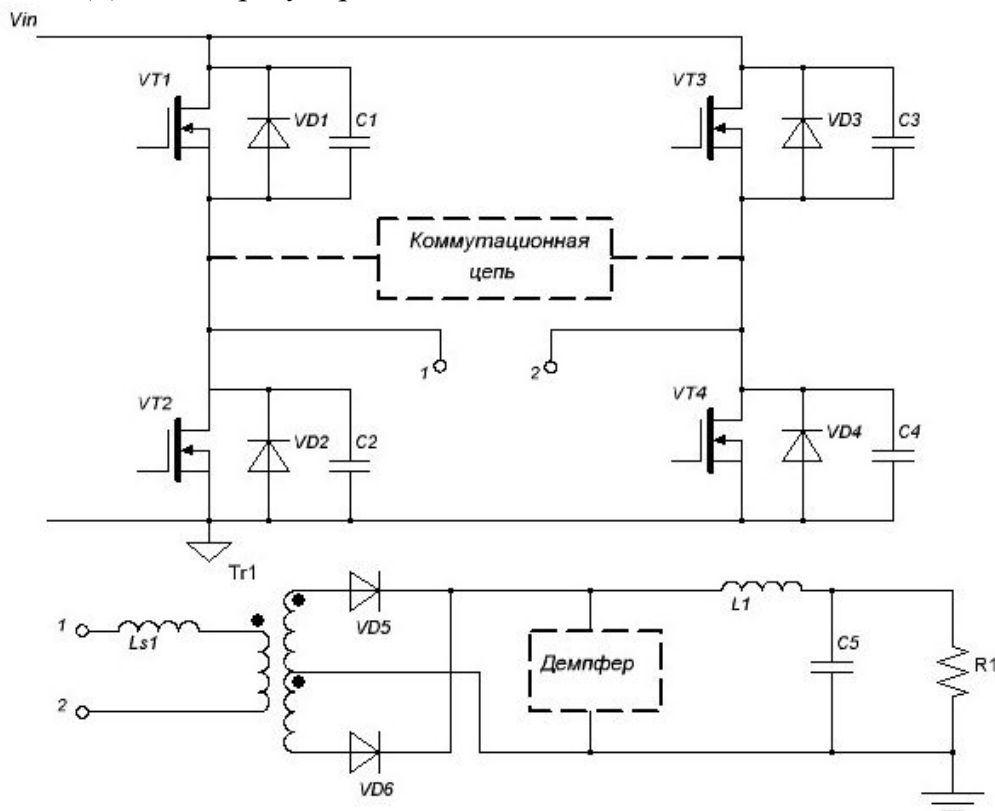 Vin
VT1
VD1
C1
VT3
VD3
C3
Коммутационная
цепь
1
2
VT2
VD2
C2
VT4
VD4
C4
Tr1
1
Ls1
2
VD5
VD6
Демпфер
L1
C5
R1